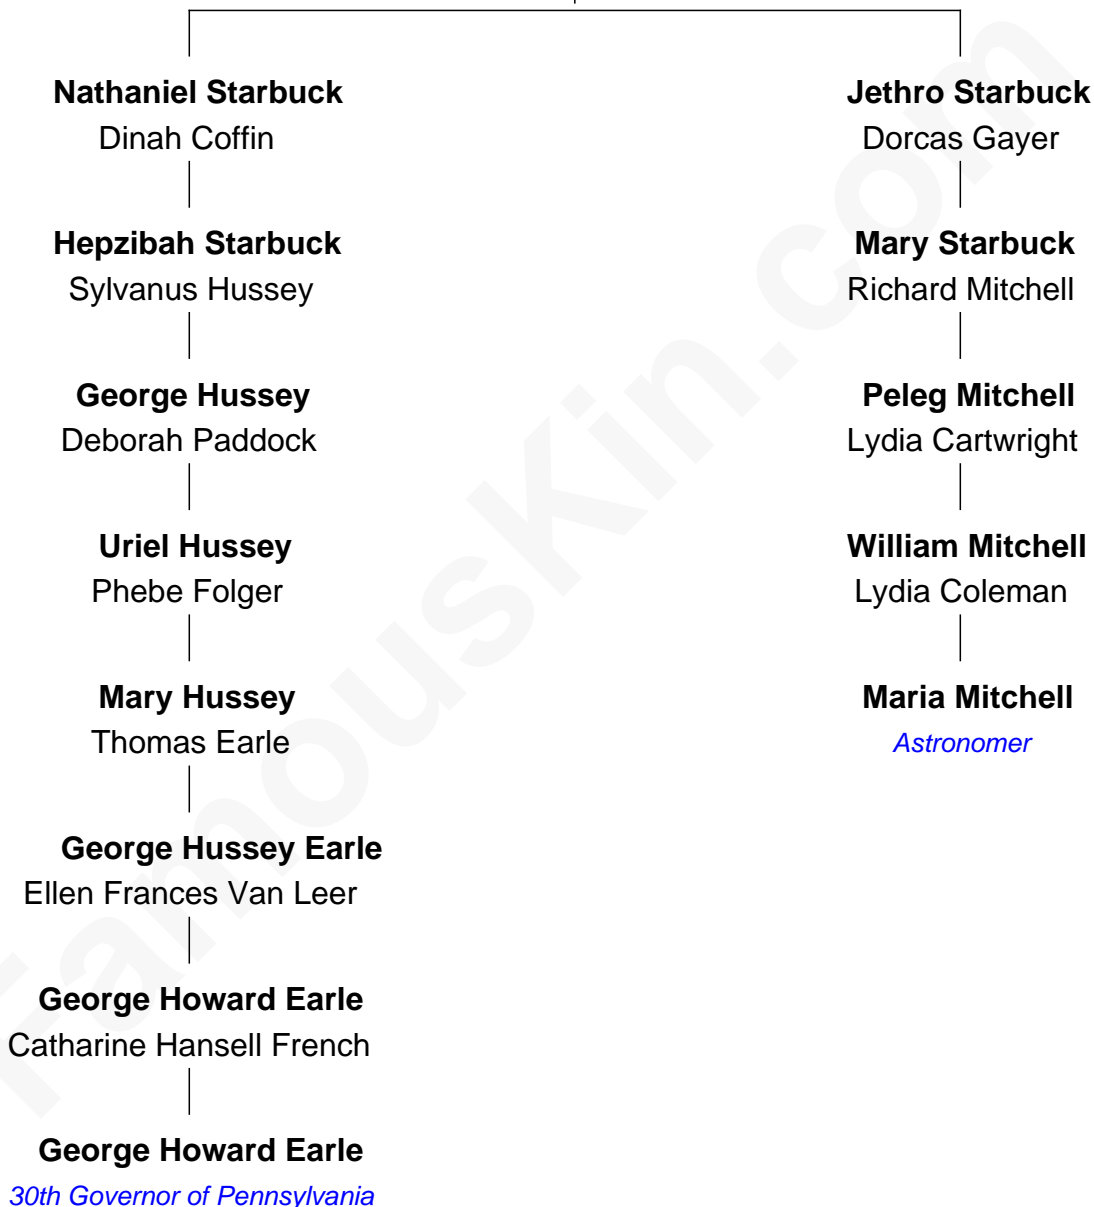 Nathaniel Starbuck
Dinah Coffin
Hepzibah Starbuck
Sylvanus Hussey
George Hussey
Deborah Paddock
Uriel Hussey
Phebe Folger
Mary Hussey
Thomas Earle
George Hussey Earle
Ellen Frances Van Leer
George Howard Earle
Catharine Hansell French
George Howard Earle
30th Governor of Pennsylvania
Jethro Starbuck
Dorcas Gayer
Mary Starbuck
Richard Mitchell
Peleg Mitchell
Lydia Cartwright
William Mitchell
Lydia Coleman
Maria Mitchell
Astronomer
FamousKin.com